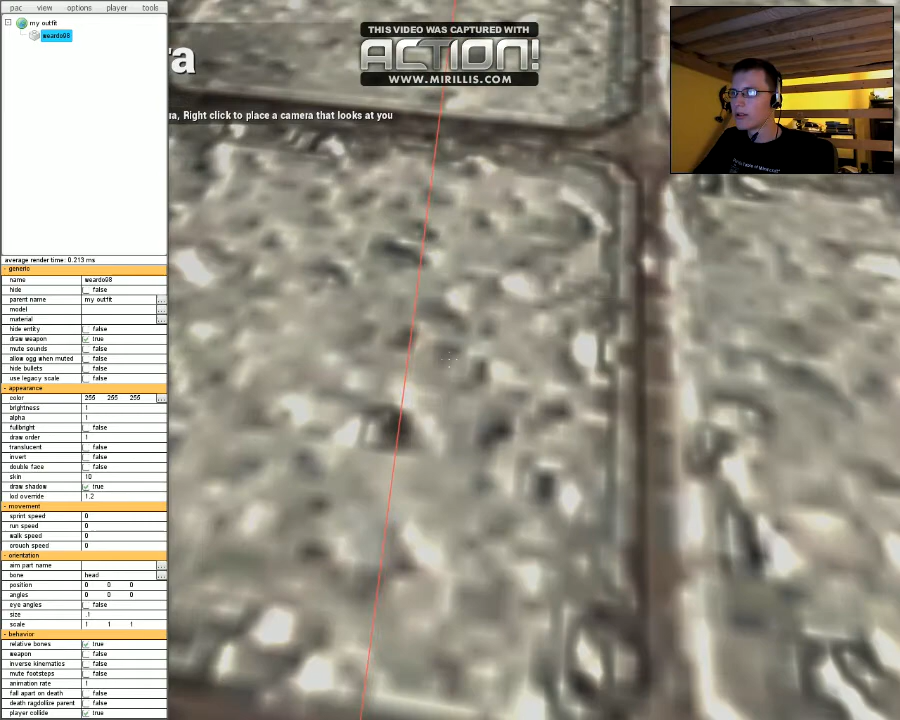 pac view options player tools
my outfit
weardo98
'a
THIS VIDEO WAS CAPTURED WITH
ACTION!
WWW.MIRILLIS.COM
ra, Right click to place a camera that looks at you
average render time: 0.213 ms
- generic
name weardo98
hide false
parent name my outfit ...
model ...
material ...
hide entity false
draw weapon true
mute sounds false
allow ogg when muted false
hide bullets false
use legacy scale false
- appearance
color 255 255 255 ...
brightness 1
alpha 1
fullbright false
draw order 1
translucent false
invert false
double face false
skin 10
draw shadow true
lod override 1.2
- movement
sprint speed 0
run speed 0
walk speed 0
crouch speed 0
- orientation
aim part name ...
bone head ...
position 0 0 0
angles 0 0 0
eye angles false
size .1
scale 1 1 1
- behavior
relative bones true
weapon false
inverse kinematics false
mute footsteps false
animation rate 1
fall apart on death false
death ragdollize parent false
player collide true